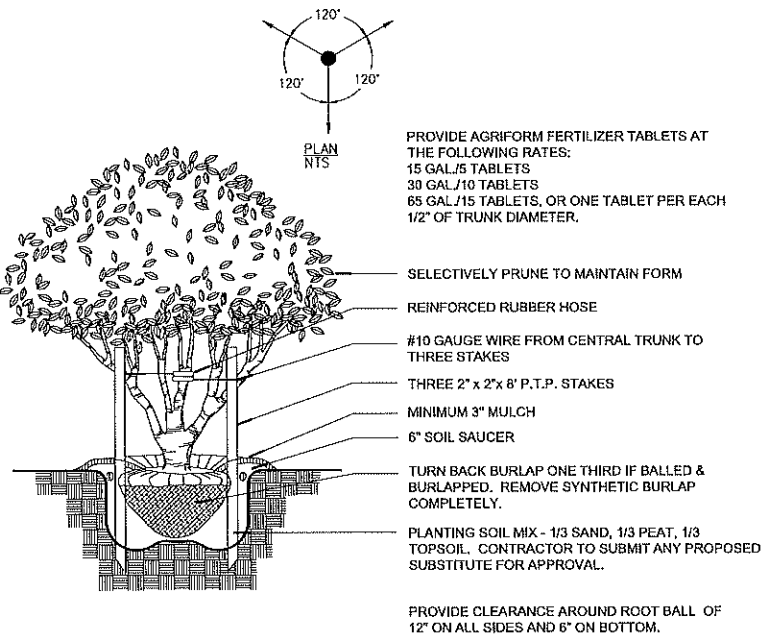 120°
120°
120°
PLAN
NTS
PROVIDE AGRIFORM FERTILIZER TABLETS AT
THE FOLLOWING RATES:
15 GAL./5 TABLETS
30 GAL./10 TABLETS
65 GAL./15 TABLETS, OR ONE TABLET PER EACH
1/2" OF TRUNK DIAMETER.
SELECTIVELY PRUNE TO MAINTAIN FORM
REINFORCED RUBBER HOSE
#10 GAUGE WIRE FROM CENTRAL TRUNK TO
THREE STAKES
THREE 2" x 2"x 8' P.T.P. STAKES
MINIMUM 3" MULCH
6" SOIL SAUCER
TURN BACK BURLAP ONE THIRD IF BALLED &
BURLAPPED. REMOVE SYNTHETIC BURLAP
COMPLETELY.
PLANTING SOIL MIX - 1/3 SAND, 1/3 PEAT, 1/3
TOPSOIL. CONTRACTOR TO SUBMIT ANY PROPOSED
SUBSTITUTE FOR APPROVAL.
PROVIDE CLEARANCE AROUND ROOT BALL OF
12" ON ALL SIDES AND 6" ON BOTTOM.